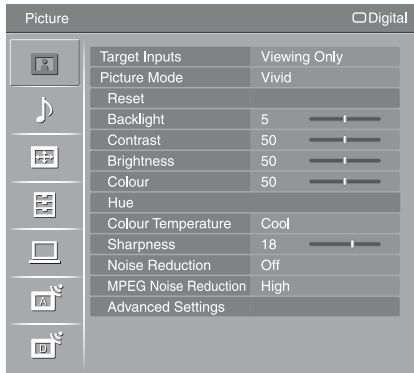 Picture Digital
Target Inputs Viewing Only
Picture Mode Vivid
Reset
Backlight 5
Contrast 50
Brightness 50
Colour 50
Hue
Colour Temperature Cool
Sharpness 18
Noise Reduction Off
MPEG Noise Reduction High
Advanced Settings
A
D